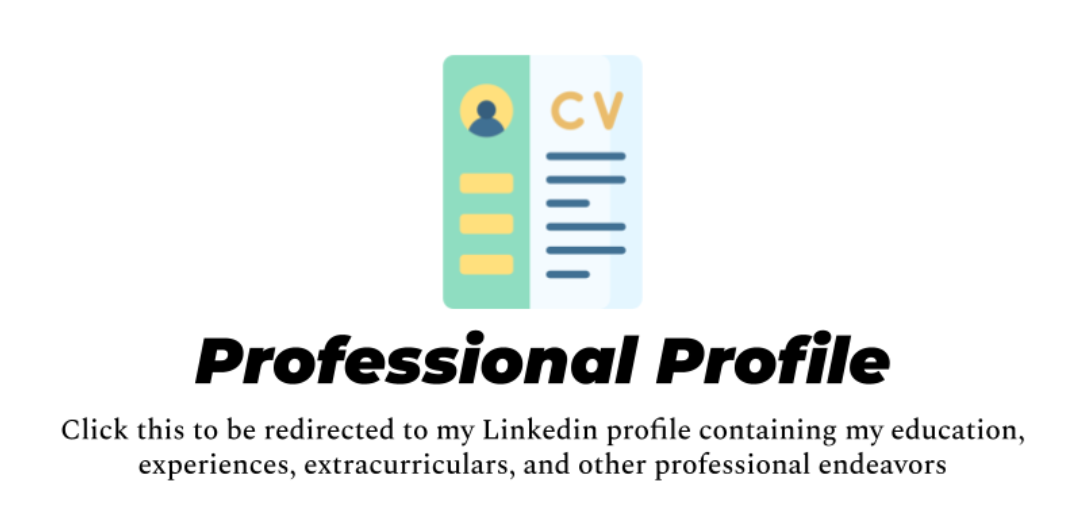 CV
Professional Profile
Click this to be redirected to my Linkedin profile containing my education,
experiences, extracurriculars, and other professional endeavors